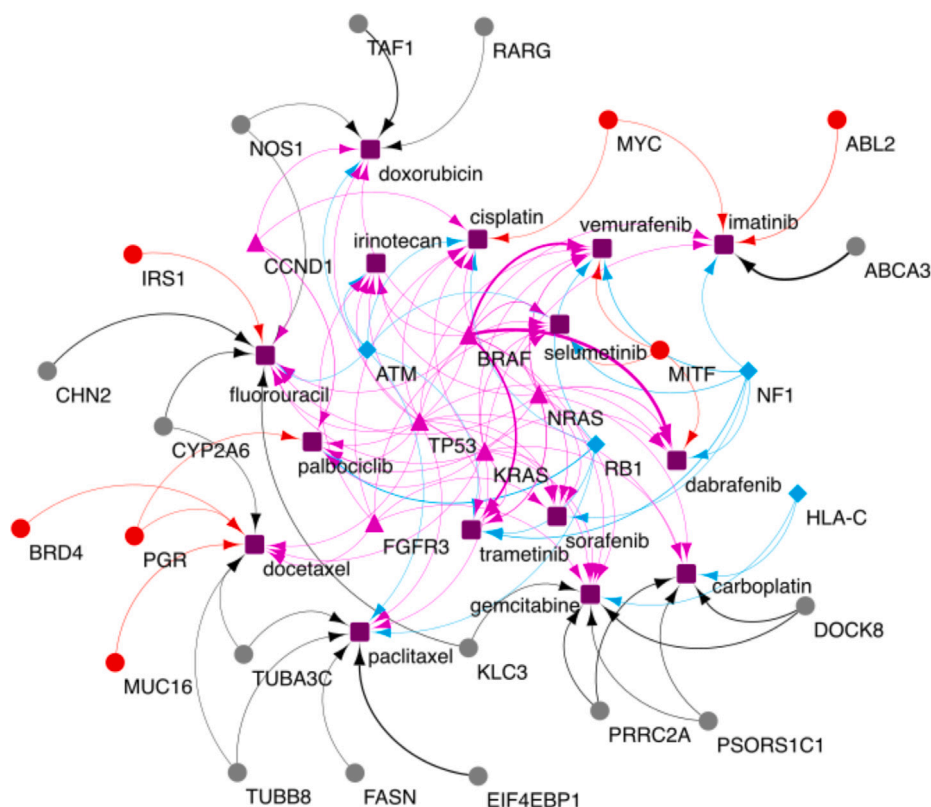 TAF1
RARG
NOS1
MYC
ABL2
doxorubicin
cisplatin
vemurafenib
imatinib
irinotecan
CCND1
IRS1
ABCA3
BRAF
selumetinib
MITF
fluorouracil
ATM
NF1
CHN2
NRAS
CYP2A6
palbociclib
TP53
KRAS
RB1
dabrafenib
HLA-C
BRD4
PGR
docetaxel
FGFR3
trametinib
sorafenib
carboplatin
gemcitabine
DOCK8
MUC16
TUBA3C
paclitaxel
KLC3
PRRC2A
PSORS1C1
TUBB8
FASN
EIF4EBP1